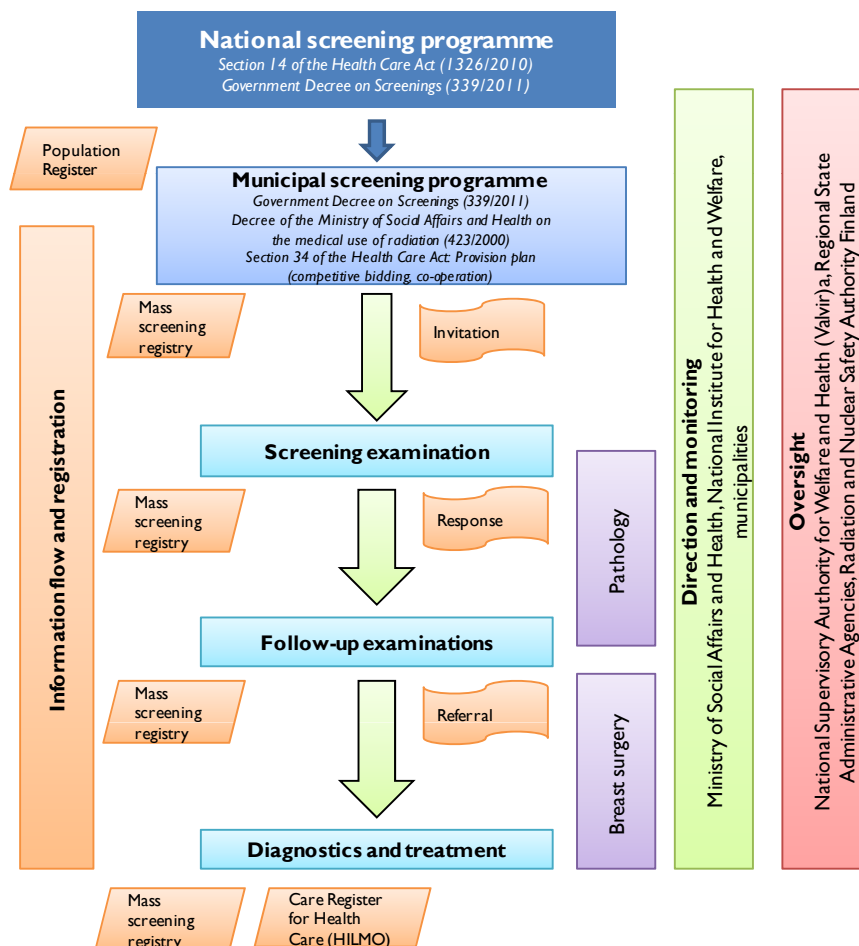 National screening programme
Section 14 of the Health Care Act (1326/2010)
Government Decree on Screenings (339/2011)
Population
Register
Municipal screening programme
Government Decree on Screenings (339/2011)
Decree of the Ministry of Social Affairs and Health on
the medical use of radiation (423/2000)
Section 34 of the Health Care Act: Provision plan
(competitive bidding, co-operation)
Mass
screening
registry
Invitation
Screening examination
Mass
screening
registry
Response
Follow-up examinations
Mass
screening
registry
Referral
Diagnostics and treatment
Mass
screening
registry
Care Register
for Health
Care (HILMO)
Information flow and registration
Pathology
Breast surgery
Direction and monitoring
Ministry of Social Affairs and Health, National Institute for Health and Welfare,
municipalities
Oversight
National Supervisory Authority for Welfare and Health (Valvir)a, Regional State
Administrative Agencies, Radiation and Nuclear Safety Authority Finland